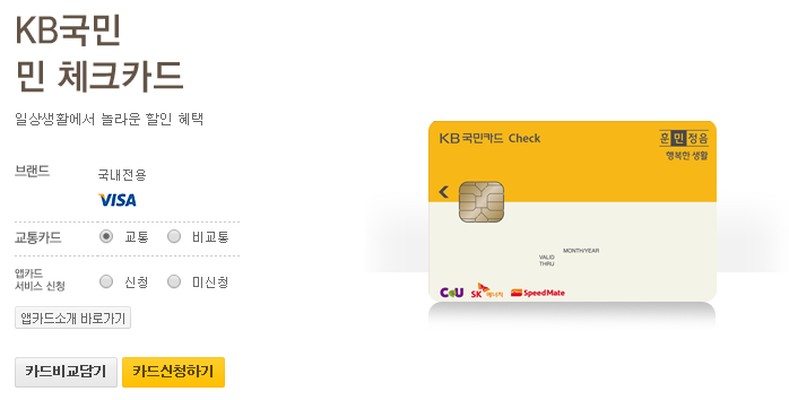 KB국민
민 체크카드
일상생활에서 놀라운 할인 혜택
브랜드
국내전용
VISA
교통카드 교통 비교통
앱카드
서비스 신청 신청 미신청
앱카드소개 바로가기
카드비교담기 카드신청하기
KB국민카드 Check
훈민정음
행복한 생활
MONTH/YEAR
VALID
THRU
CU SK에너지 SpeedMate